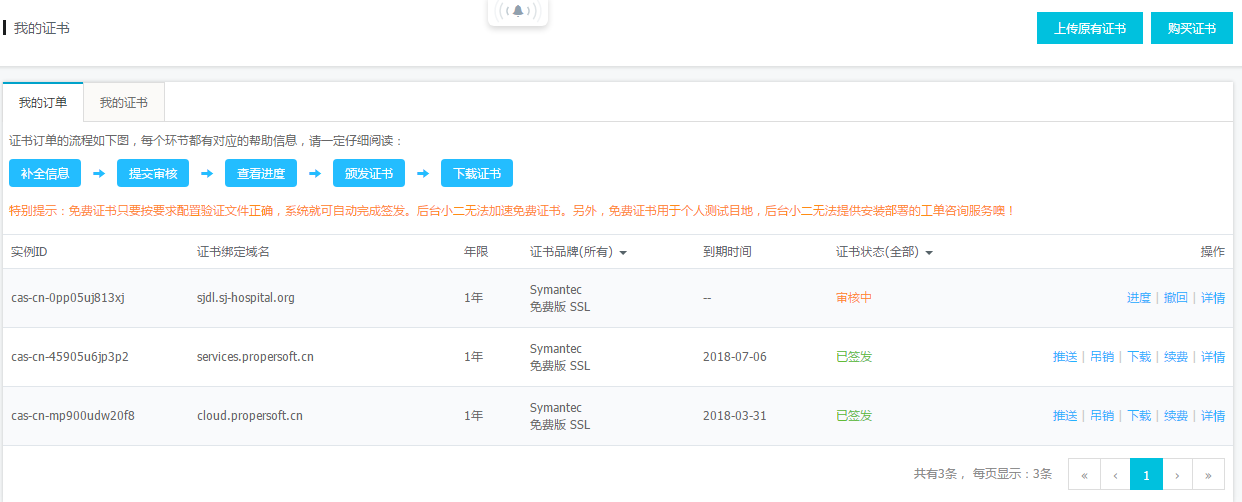 我的证书
上传原有证书 购买证书
我的订单 我的证书
证书订单的流程如下图，每个环节都有对应的帮助信息，请一定仔细阅读：
补全信息 提交审核 查看进度 颁发证书 下载证书
特别提示：免费证书只要按要求配置验证文件正确，系统就可自动完成签发。后台小二无法加速免费证书。另外，免费证书用于个人测试目地，后台小二无法提供安装部署的工单咨询服务噢！
实例ID 证书绑定域名 年限 证书品牌(所有) 到期时间 证书状态(全部) 操作
cas-cn-0pp05uj813xj sjdl.sj-hospital.org 1年 Symantec -- 审核中 进度 | 撤回 | 详情
免费版 SSL
cas-cn-45905u6jp3p2 services.propersoft.cn 1年 Symantec 2018-07-06 已签发 推送 | 吊销 | 下载 | 续费 | 详情
免费版 SSL
cas-cn-mp900udw20f8 cloud.propersoft.cn 1年 Symantec 2018-03-31 已签发 推送 | 吊销 | 下载 | 续费 | 详情
免费版 SSL
共有3条， 每页显示：3条 « ‹ 1 › »